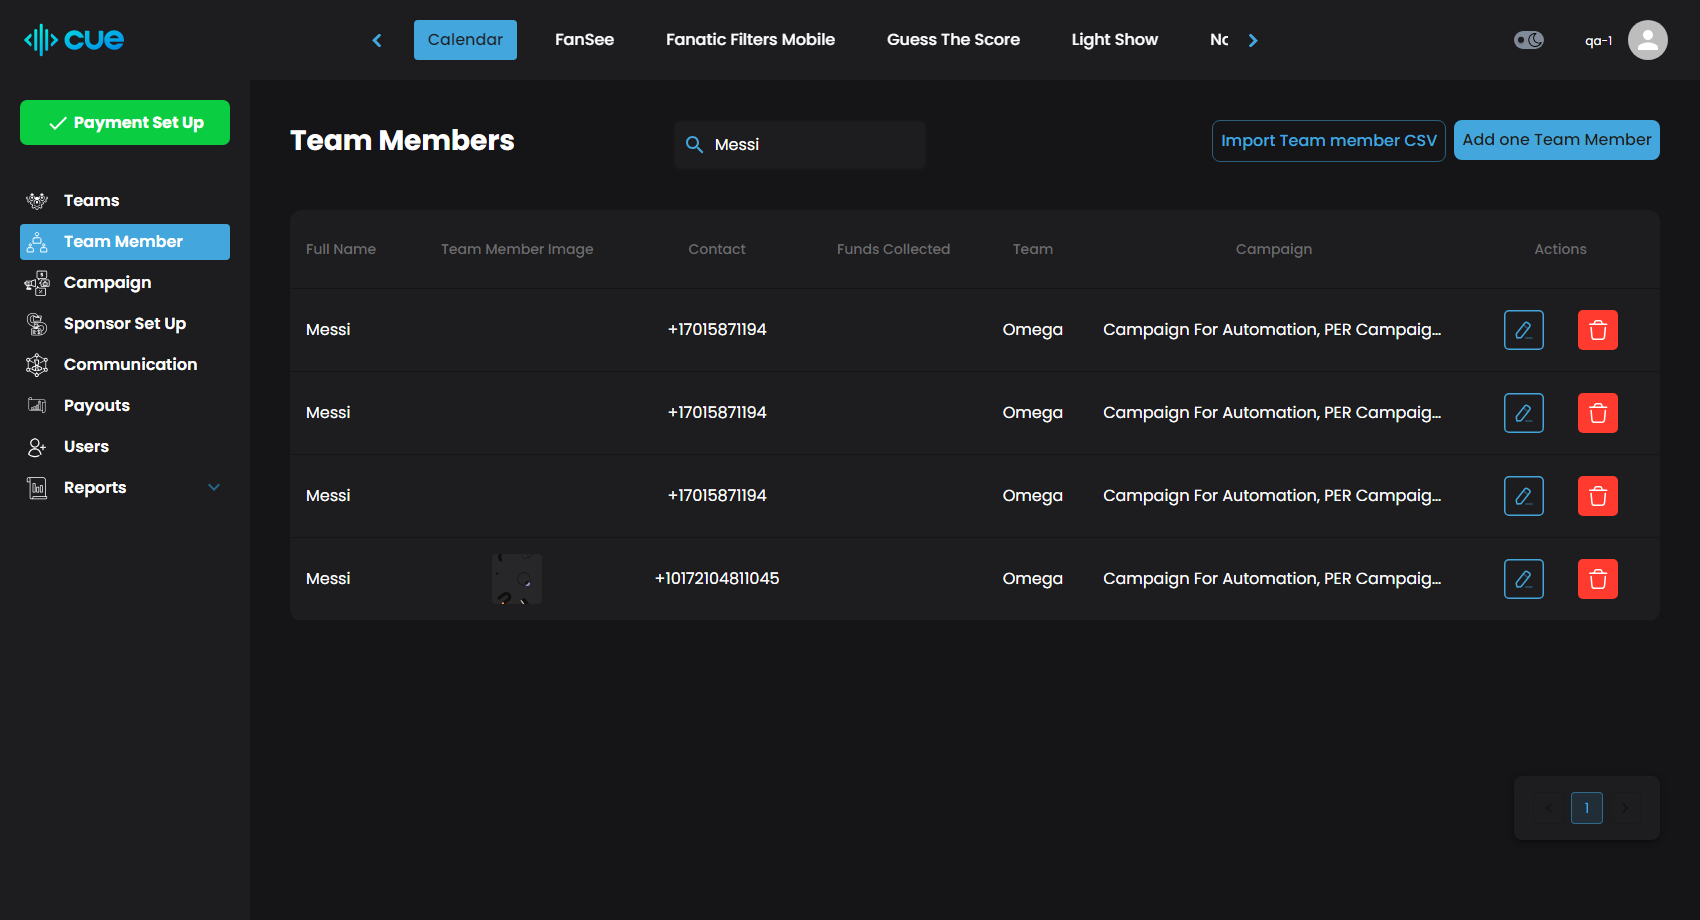 cue
Calendar FanSee Fanatic Filters Mobile Guess The Score Light Show
qa-1
Payment Set Up
Teams
Team Member
Campaign
Sponsor Set Up
Communication
Payouts
Users
Reports
Team Members
Messi
Import Team member CSV
Add one Team Member
Full Name Team Member Image Contact Funds Collected Team Campaign Actions
Messi +17015871194 Omega Campaign For Automation, PER Campaig...
Messi +17015871194 Omega Campaign For Automation, PER Campaig...
Messi +17015871194 Omega Campaign For Automation, PER Campaig...
Messi +10172104811045 Omega Campaign For Automation, PER Campaig...
1